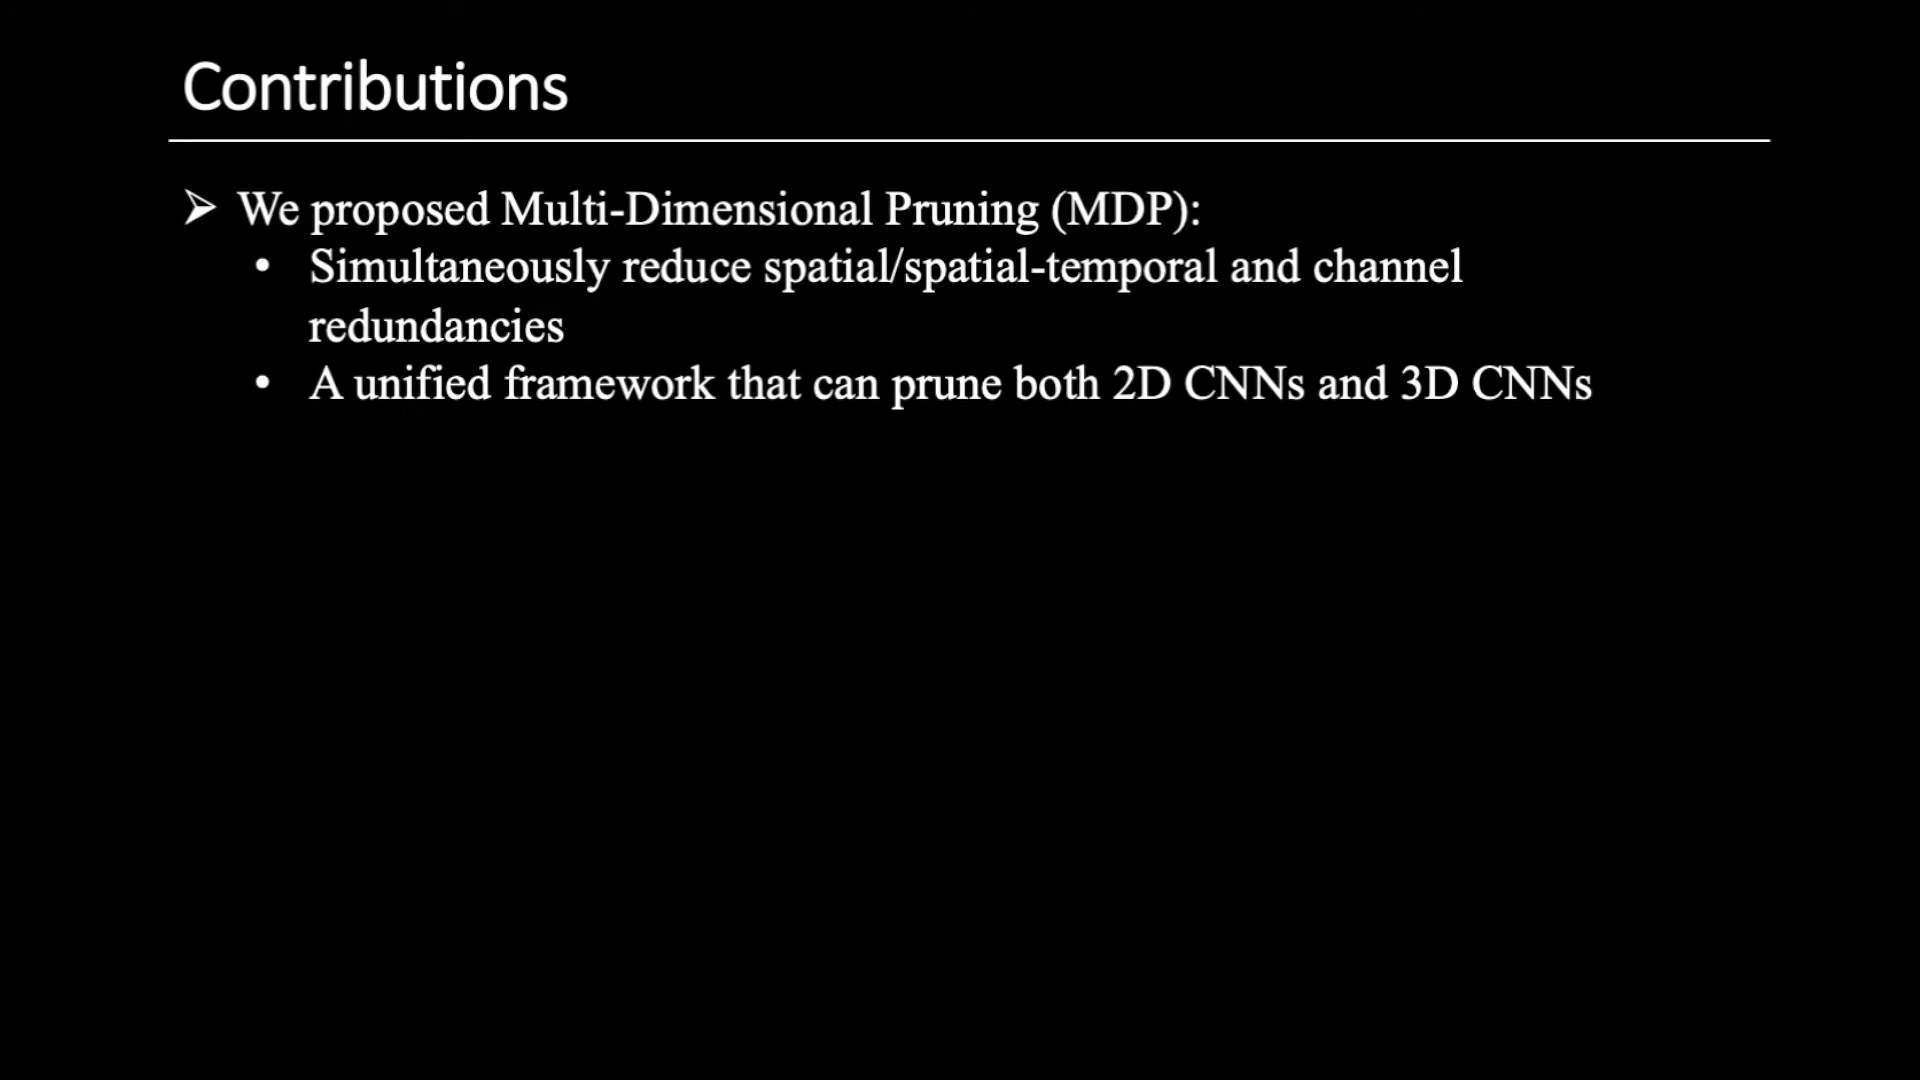 Contributions
➢ We proposed Multi-Dimensional Pruning (MDP):
• Simultaneously reduce spatial/spatial-temporal and channel
redundancies
• A unified framework that can prune both 2D CNNs and 3D CNNs